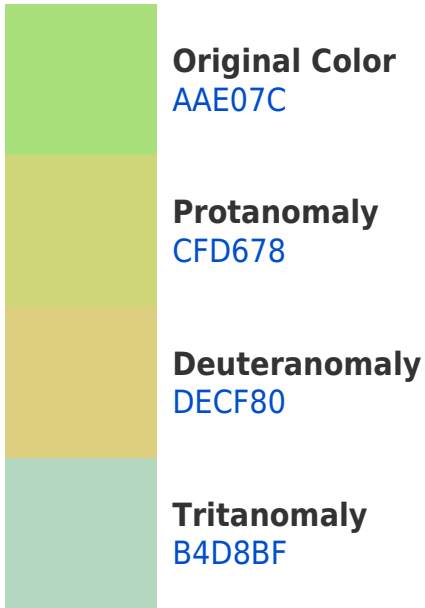 Original Color
AAE07C
Protanomaly
CFD678
Deuteranomaly
DECF80
Tritanomaly
B4D8BF